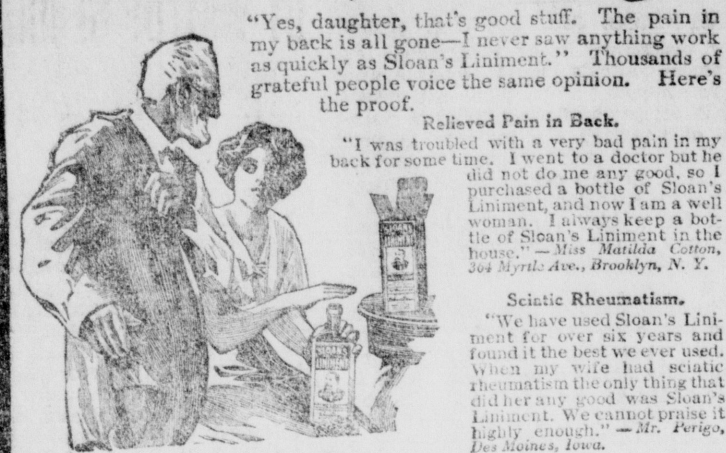 "Yes, daughter, that's good stuff. The pain in
my back is all gone—I never saw anything work
as quickly as Sloan's Liniment." Thousands of
grateful people voice the same opinion. Here's
the proof.
Relieved Pain in Back.
"I was troubled with a very bad pain in my
back for some time. I went to a doctor but he
did not do me any good, so I
purchased a bottle of Sloan's
Liniment, and now I am a well
woman. I always keep a bot-
tle of Sloan's Liniment in the
house."—Miss Matilda Cotton,
304 Myrtle Ave., Brooklyn, N. Y.
Sciatic Rheumatism.
"We have used Sloan's Lini-
ment for over six years and
found it the best we ever used.
When my wife had sciatic
rheumatism the only thing that
did her any good was Sloan's
Liniment. We cannot praise it
highly enough."—Mr. Perigo,
Des Moines, Iowa.
SLOAN'S
LINIMENT